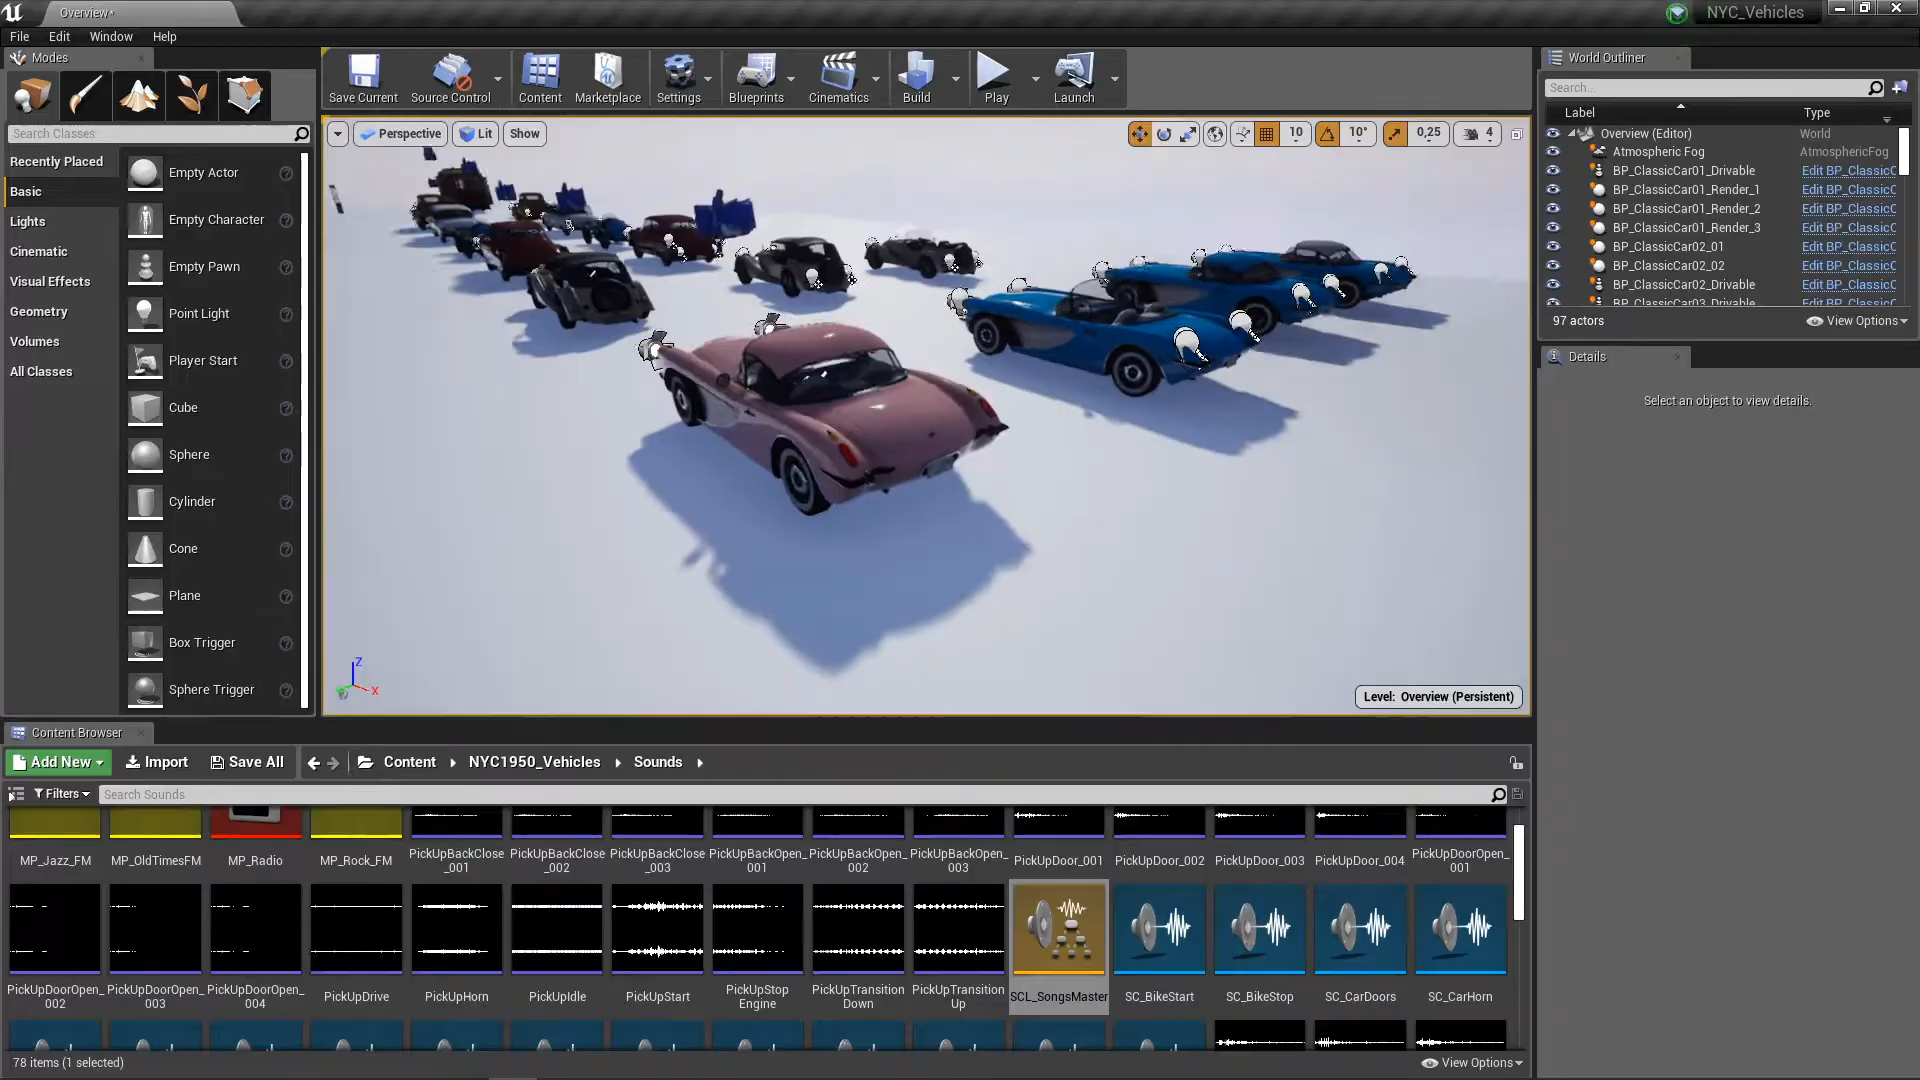 Overview*
NYC_Vehicles
File Edit Window Help
Modes
Save Current
Source Control
Content
Marketplace
Settings
Blueprints
Cinematics
Build
Play
Launch
World Outliner
Search...
Label
Type
Search Classes
Perspective
Lit
Show
10
10°
0,25
4
Recently Placed
Basic
Lights
Cinematic
Visual Effects
Geometry
Volumes
All Classes
Empty Actor
Empty Character
Empty Pawn
Point Light
Player Start
Cube
Sphere
Cylinder
Cone
Plane
Box Trigger
Sphere Trigger
Z
X
Level: Overview (Persistent)
Overview (Editor) World
Atmospheric Fog AtmosphericFog
BP_ClassicCar01_Drivable Edit BP_ClassicC
BP_ClassicCar01_Render_1 Edit BP_ClassicC
BP_ClassicCar01_Render_2 Edit BP_ClassicC
BP_ClassicCar01_Render_3 Edit BP_ClassicC
BP_ClassicCar02_01 Edit BP_ClassicC
BP_ClassicCar02_02 Edit BP_ClassicC
BP_ClassicCar02_Drivable Edit BP_ClassicC
BP_ClassicCar03_Drivable Edit BP_ClassicC
97 actors
View Options
Details
Select an object to view details.
Content Browser
Add New
Import
Save All
Content
NYC1950_Vehicles
Sounds
Filters
Search Sounds
MP_Jazz_FM
MP_OldTimesFM
MP_Radio
MP_Rock_FM
PickUpBackClose
_001
PickUpBackClose
_002
PickUpBackClose
_003
PickUpBackOpen_
001
PickUpBackOpen_
002
PickUpBackOpen_
003
PickUpDoor_001
PickUpDoor_002
PickUpDoor_003
PickUpDoor_004
PickUpDoorOpen_
001
PickUpDoorOpen_
002
PickUpDoorOpen_
003
PickUpDoorOpen_
004
PickUpDrive
PickUpHorn
PickUpIdle
PickUpStart
PickUpStop
Engine
PickUpTransition
Down
PickUpTransition
Up
SCL_SongsMaster
SC_BikeStart
SC_BikeStop
SC_CarDoors
SC_CarHorn
78 items (1 selected)
View Options